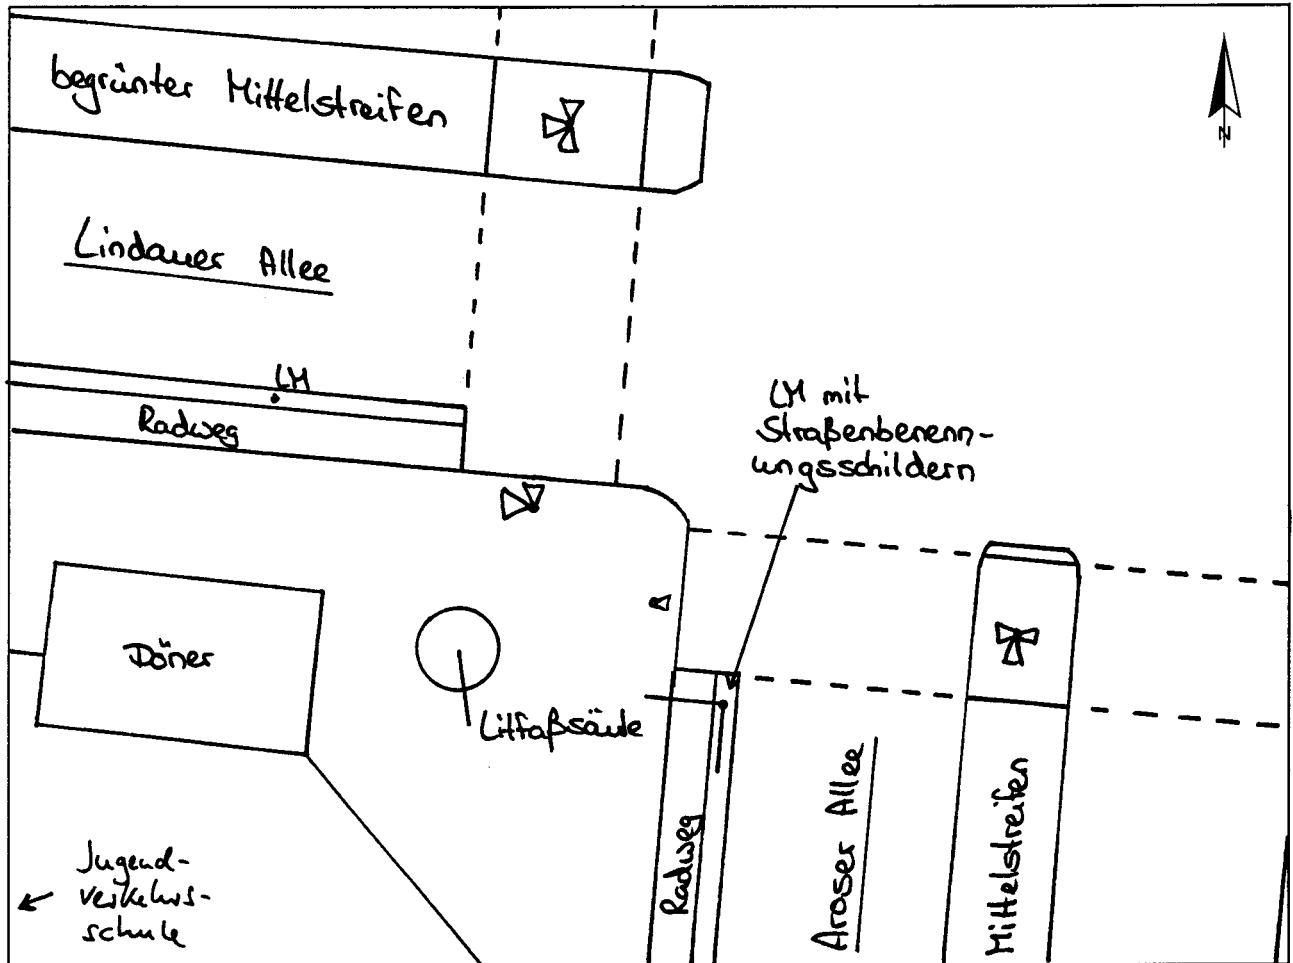 begrünter Mittelstreifen
N
Lindauer Allee
LM
Radweg
LM mit
Straßenbenenn-
ungsschildern
Döner
Litfaßsäule
Radweg
Aroser Allee
Mittelstreifen
Jugend-
verkehrs-
schule